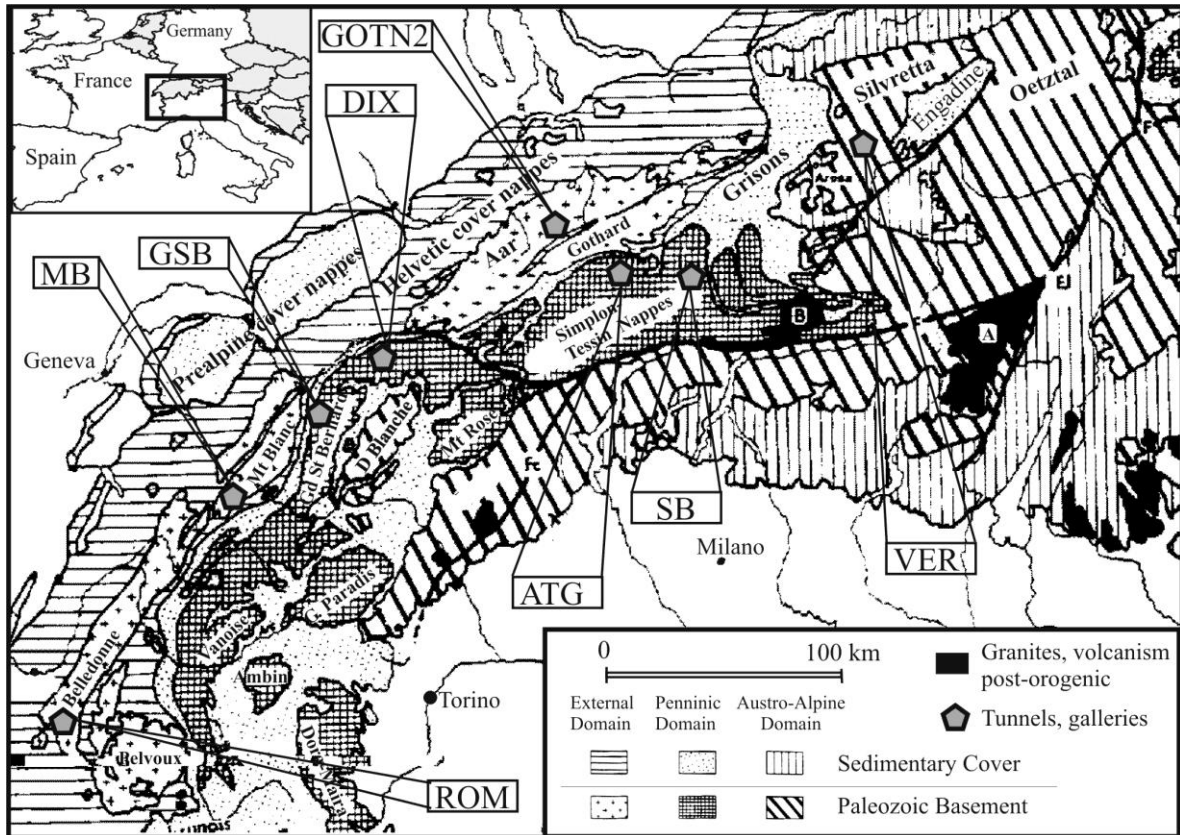 Germany
France
Spain
GOTN2
DIX
GSB
MB
Silvretta
Oetztal
Engadine
Arosa
Grisons
Helvetic cover nappes
Aar
Gothard
Prealpine cover nappes
Geneva
Simplon
Tessin Nappes
B
A
EJ
Mt Blanc
Gd St Bernard
D Blanche
Mt Rose
SB
VER
ATG
Milano
G. Paradis
Vanoise
Ambin
Belledonne
Torino
Pelvoux
Dora Maira
ROM
0 100 km
External Domain
Penninic Domain
Austro-Alpine Domain
Sedimentary Cover
Paleozoic Basement
Granites, volcanism
post-orogenic
Tunnels, galleries